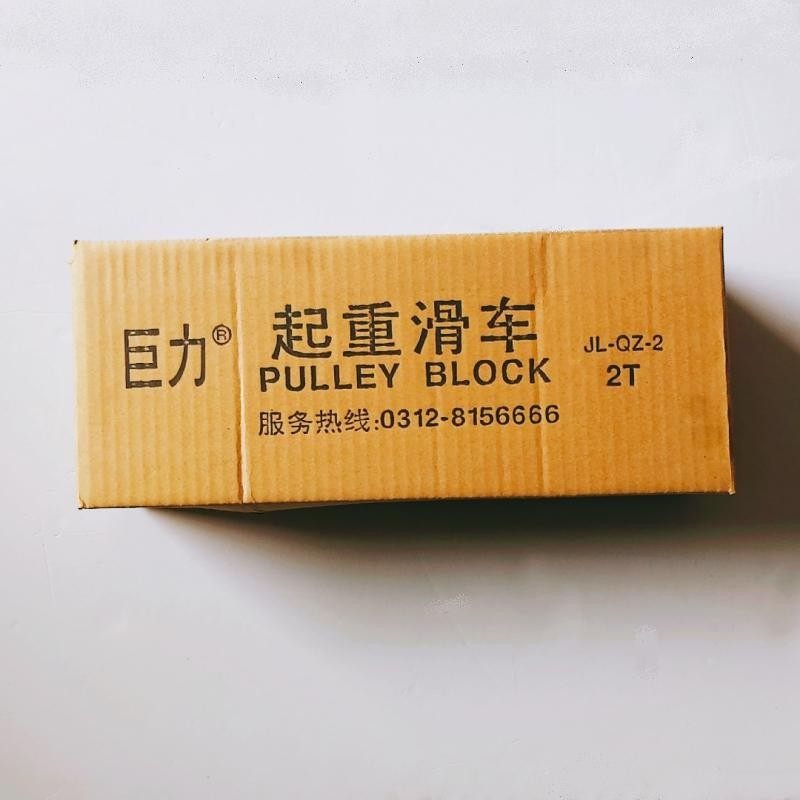 巨力®
起重滑车
PULLEY BLOCK
服务热线:0312-8156666
JL-QZ-2
2T